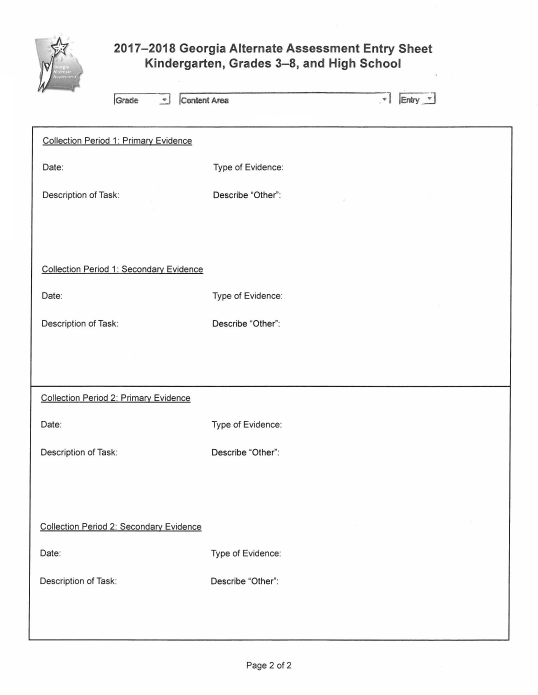 Georgia
Alternate
Assessment
2017–2018 Georgia Alternate Assessment Entry Sheet
Kindergarten, Grades 3–8, and High School
Grade Content Area Entry
Collection Period 1: Primary Evidence
Date: Type of Evidence:
Description of Task: Describe “Other”:
Collection Period 1: Secondary Evidence
Date: Type of Evidence:
Description of Task: Describe “Other”:
Collection Period 2: Primary Evidence
Date: Type of Evidence:
Description of Task: Describe “Other”:
Collection Period 2: Secondary Evidence
Date: Type of Evidence:
Description of Task: Describe “Other”:
Page 2 of 2